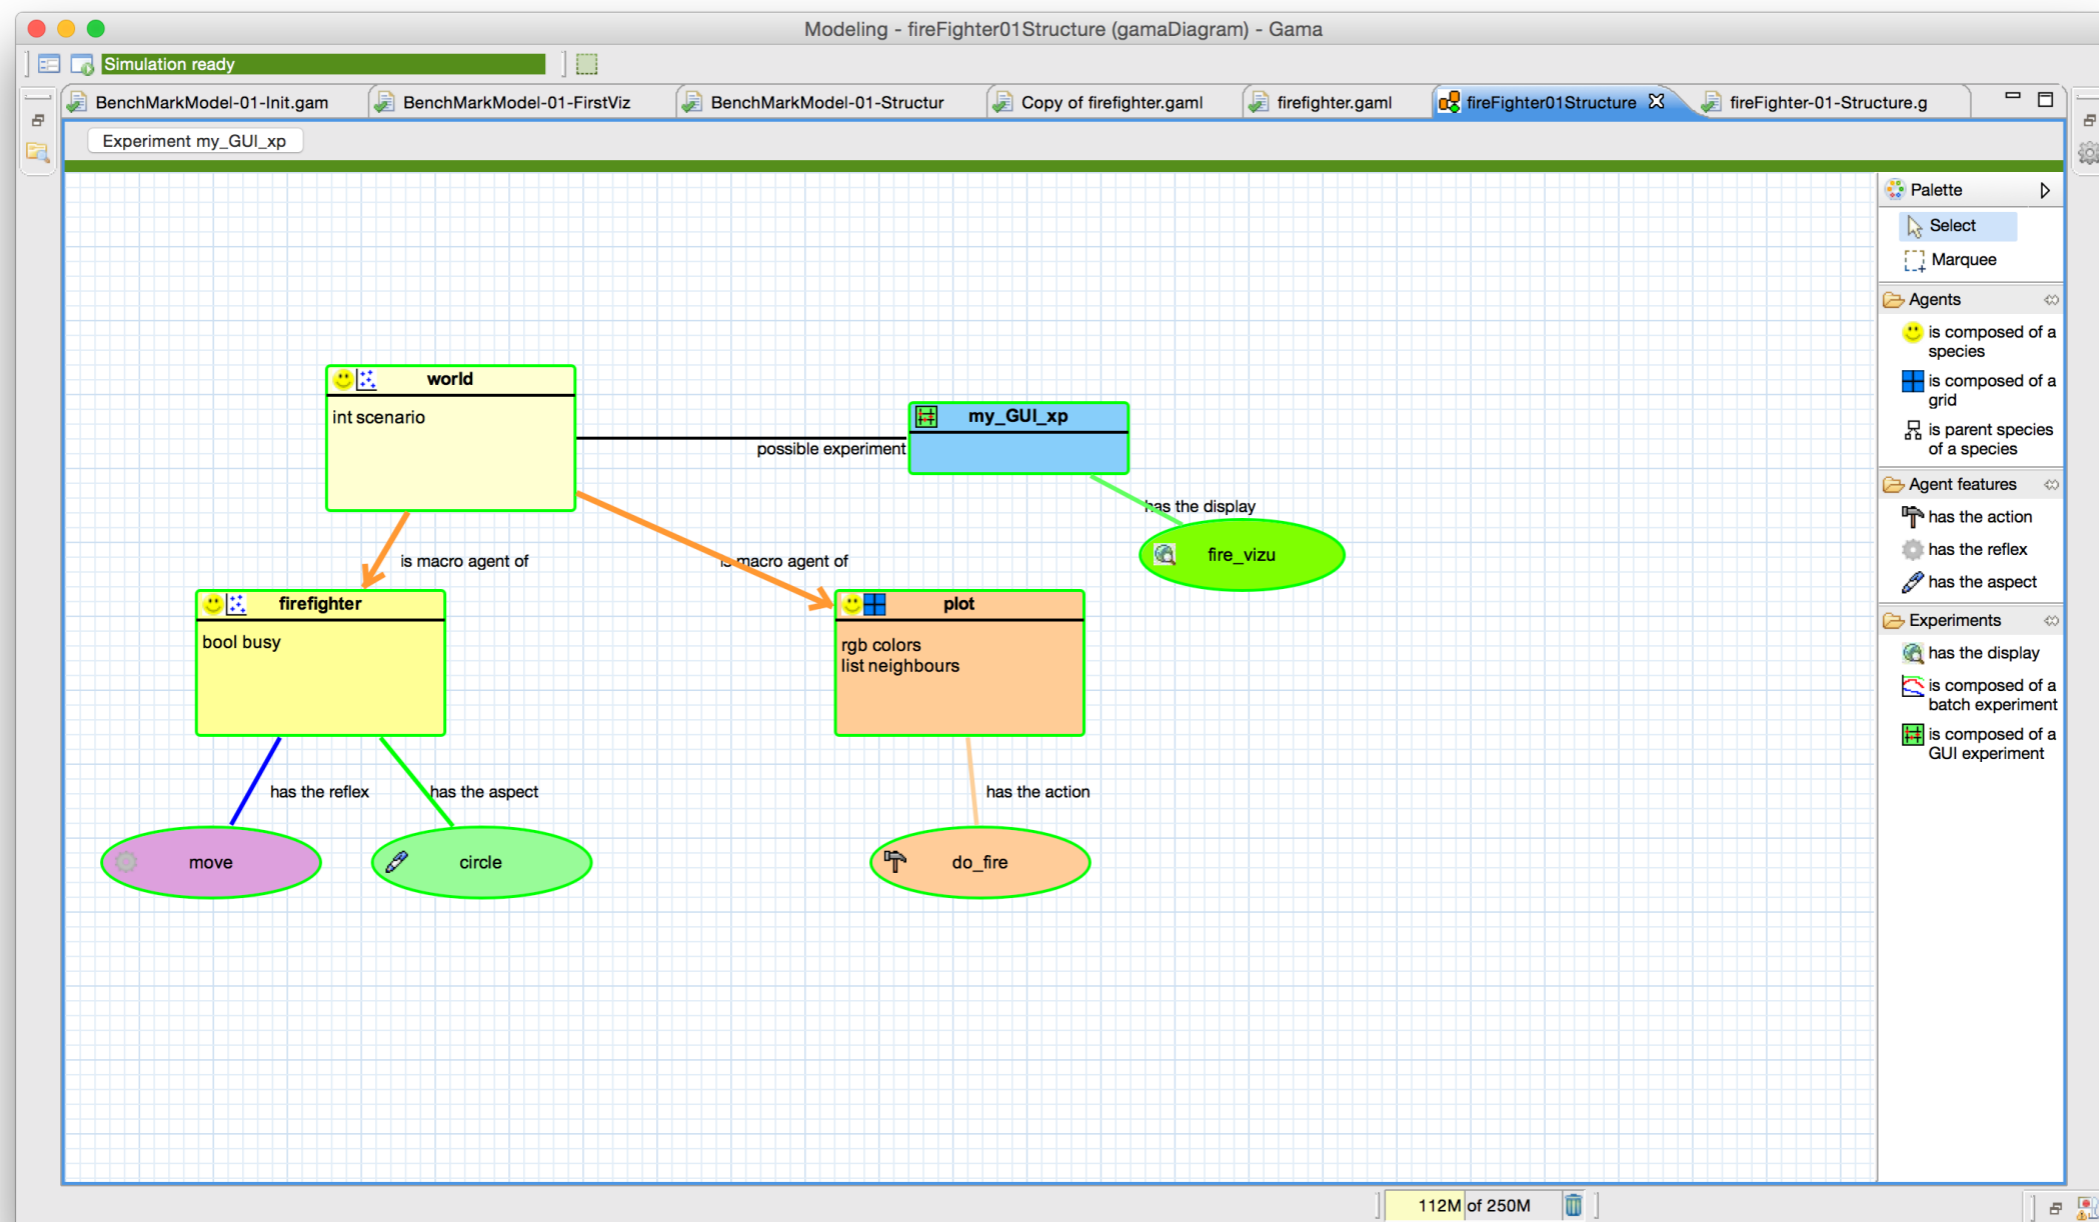 Modeling - fireFighter01Structure (gamaDiagram) - Gama
Simulation ready
BenchMarkModel-01-Init.gam
BenchMarkModel-01-FirstViz
BenchMarkModel-01-Structur
Copy of firefighter.gaml
firefighter.gaml
fireFighter01Structure
fireFighter-01-Structure.g
Experiment my_GUI_xp
world
int scenario
possible experiment
my_GUI_xp
has the display
fire_vizu
is macro agent of
is macro agent of
firefighter
bool busy
plot
rgb colors
list neighbours
has the reflex
has the aspect
has the action
move
circle
do_fire
Palette
Select
Marquee
Agents
is composed of a
species
is composed of a
grid
is parent species
of a species
Agent features
has the action
has the reflex
has the aspect
Experiments
has the display
is composed of a
batch experiment
is composed of a
GUI experiment
112M of 250M